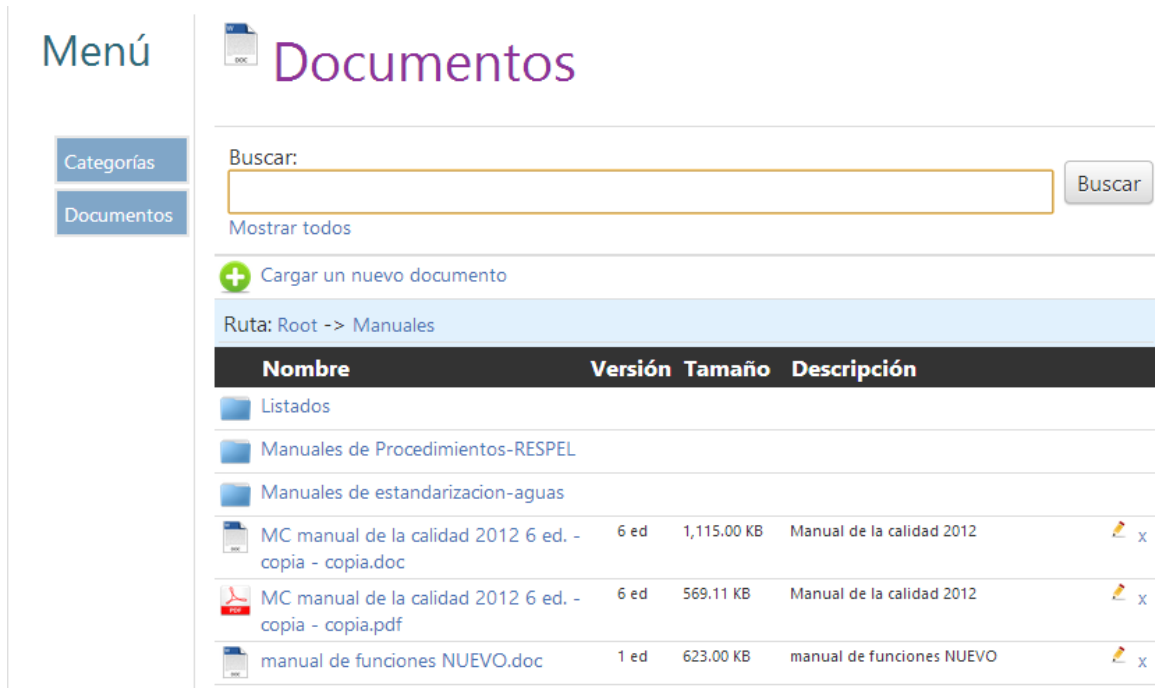 Menú
Documentos
Categorías
Documentos
Buscar:
Buscar
Mostrar todos
Cargar un nuevo documento
Ruta: Root -> Manuales
Nombre Versión Tamaño Descripción
Listados
Manuales de Procedimientos-RESPEL
Manuales de estandarizacion-aguas
MC manual de la calidad 2012 6 ed. - 6 ed 1,115.00 KB Manual de la calidad 2012 x
copia - copia.doc
MC manual de la calidad 2012 6 ed. - 6 ed 569.11 KB Manual de la calidad 2012 x
copia - copia.pdf
manual de funciones NUEVO.doc 1 ed 623.00 KB manual de funciones NUEVO x